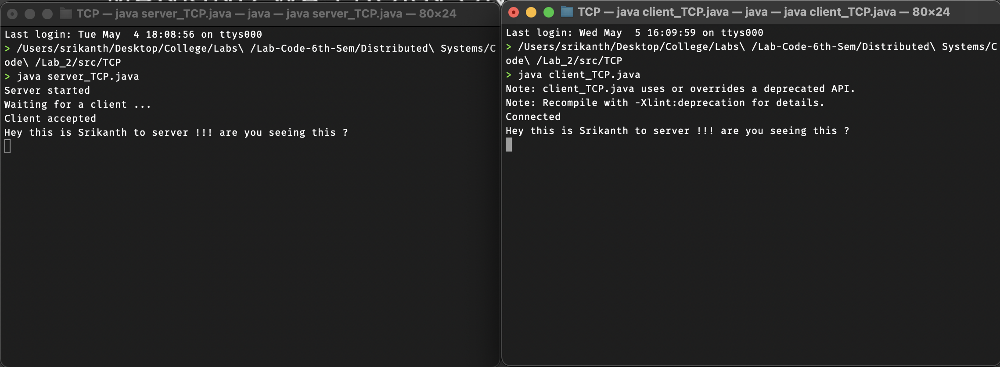 TCP — java server_TCP.java — java — java server_TCP.java — 80×24
Last login: Tue May  4 18:08:56 on ttys000
> /Users/srikanth/Desktop/College/Labs\ /Lab-Code-6th-Sem/Distributed\ Systems/C
ode\ /Lab_2/src/TCP
> java server_TCP.java
Server started
Waiting for a client ...
Client accepted
Hey this is Srikanth to server !!! are you seeing this ?
TCP — java client_TCP.java — java — java client_TCP.java — 80×24
Last login: Wed May  5 16:09:59 on ttys000
> /Users/srikanth/Desktop/College/Labs\ /Lab-Code-6th-Sem/Distributed\ Systems/C
ode\ /Lab_2/src/TCP
> java client_TCP.java
Note: client_TCP.java uses or overrides a deprecated API.
Note: Recompile with -Xlint:deprecation for details.
Connected
Hey this is Srikanth to server !!! are you seeing this ?